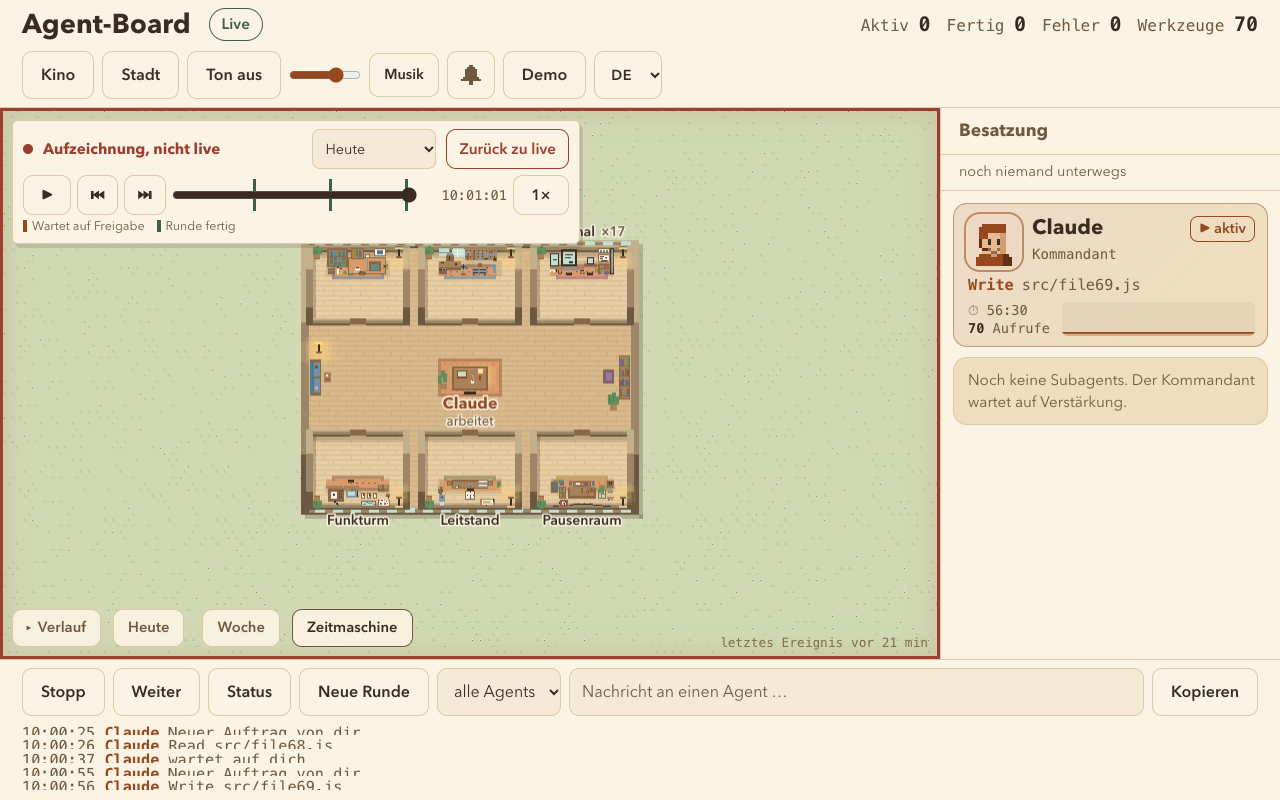 Agent-Board
Live
Aktiv 0 Fertig 0 Fehler 0 Werkzeuge 70
Kino
Stadt
Ton aus
Musik
Demo
DE
Aufzeichnung, nicht live
Heute
Zurück zu live
10:01:01
1×
Wartet auf Freigabe
Runde fertig
nal ×17
Claude
arbeitet
Funkturm
Leitstand
Pausenraum
▸ Verlauf
Heute
Woche
Zeitmaschine
letztes Ereignis vor 21 min
Besatzung
noch niemand unterwegs
Claude
Kommandant
▶ aktiv
Write src/file69.js
56:30
70 Aufrufe
Noch keine Subagents. Der Kommandant
wartet auf Verstärkung.
Stopp
Weiter
Status
Neue Runde
alle Agents
Nachricht an einen Agent …
Kopieren
10:00:25 Claude Neuer Auftrag von dir
10:00:26 Claude Read src/file68.js
10:00:37 Claude wartet auf dich
10:00:55 Claude Neuer Auftrag von dir
10:00:56 Claude Write src/file69.js